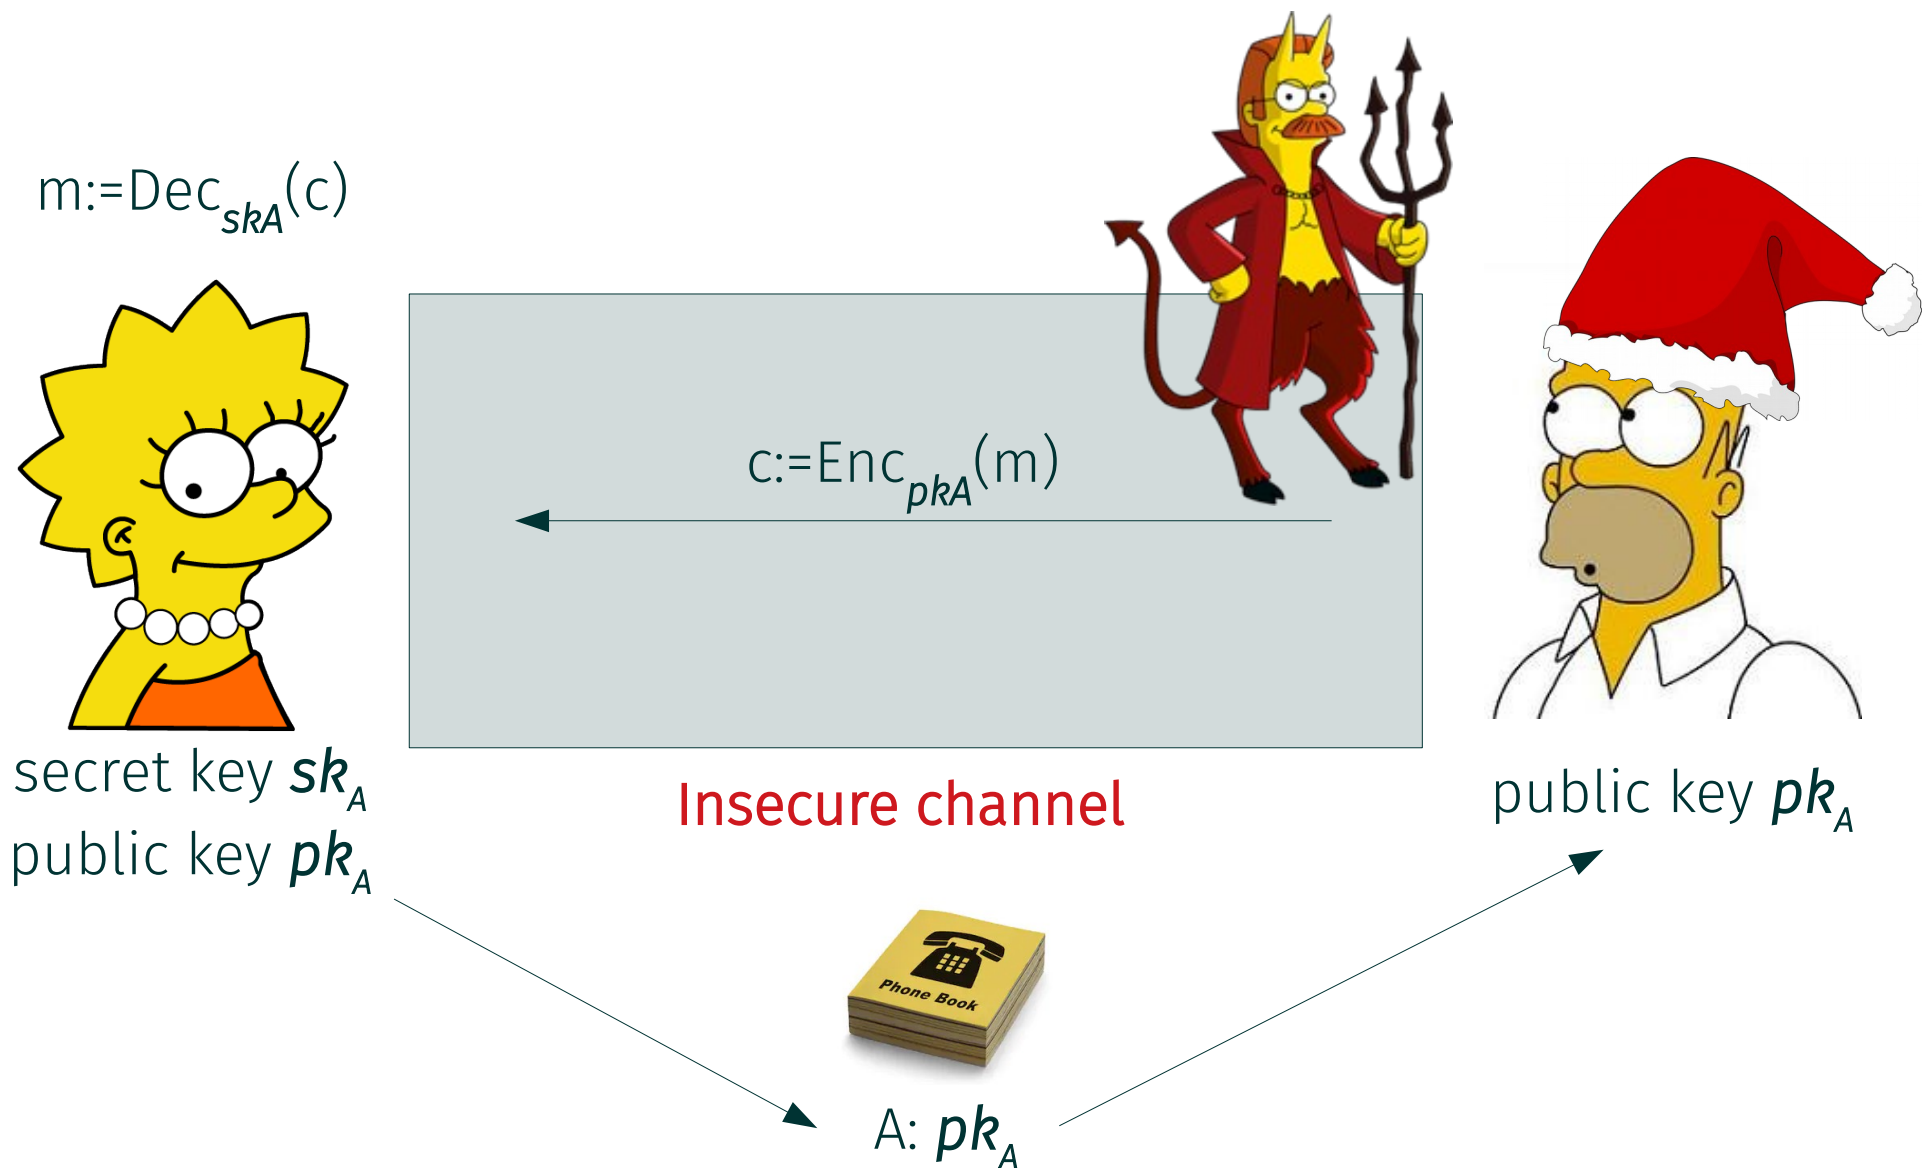 m:=Dec_skA(c)
c:=Enc_pkA(m)
secret key sk_A
public key pk_A
Insecure channel
public key pk_A
Phone Book
A: pk_A